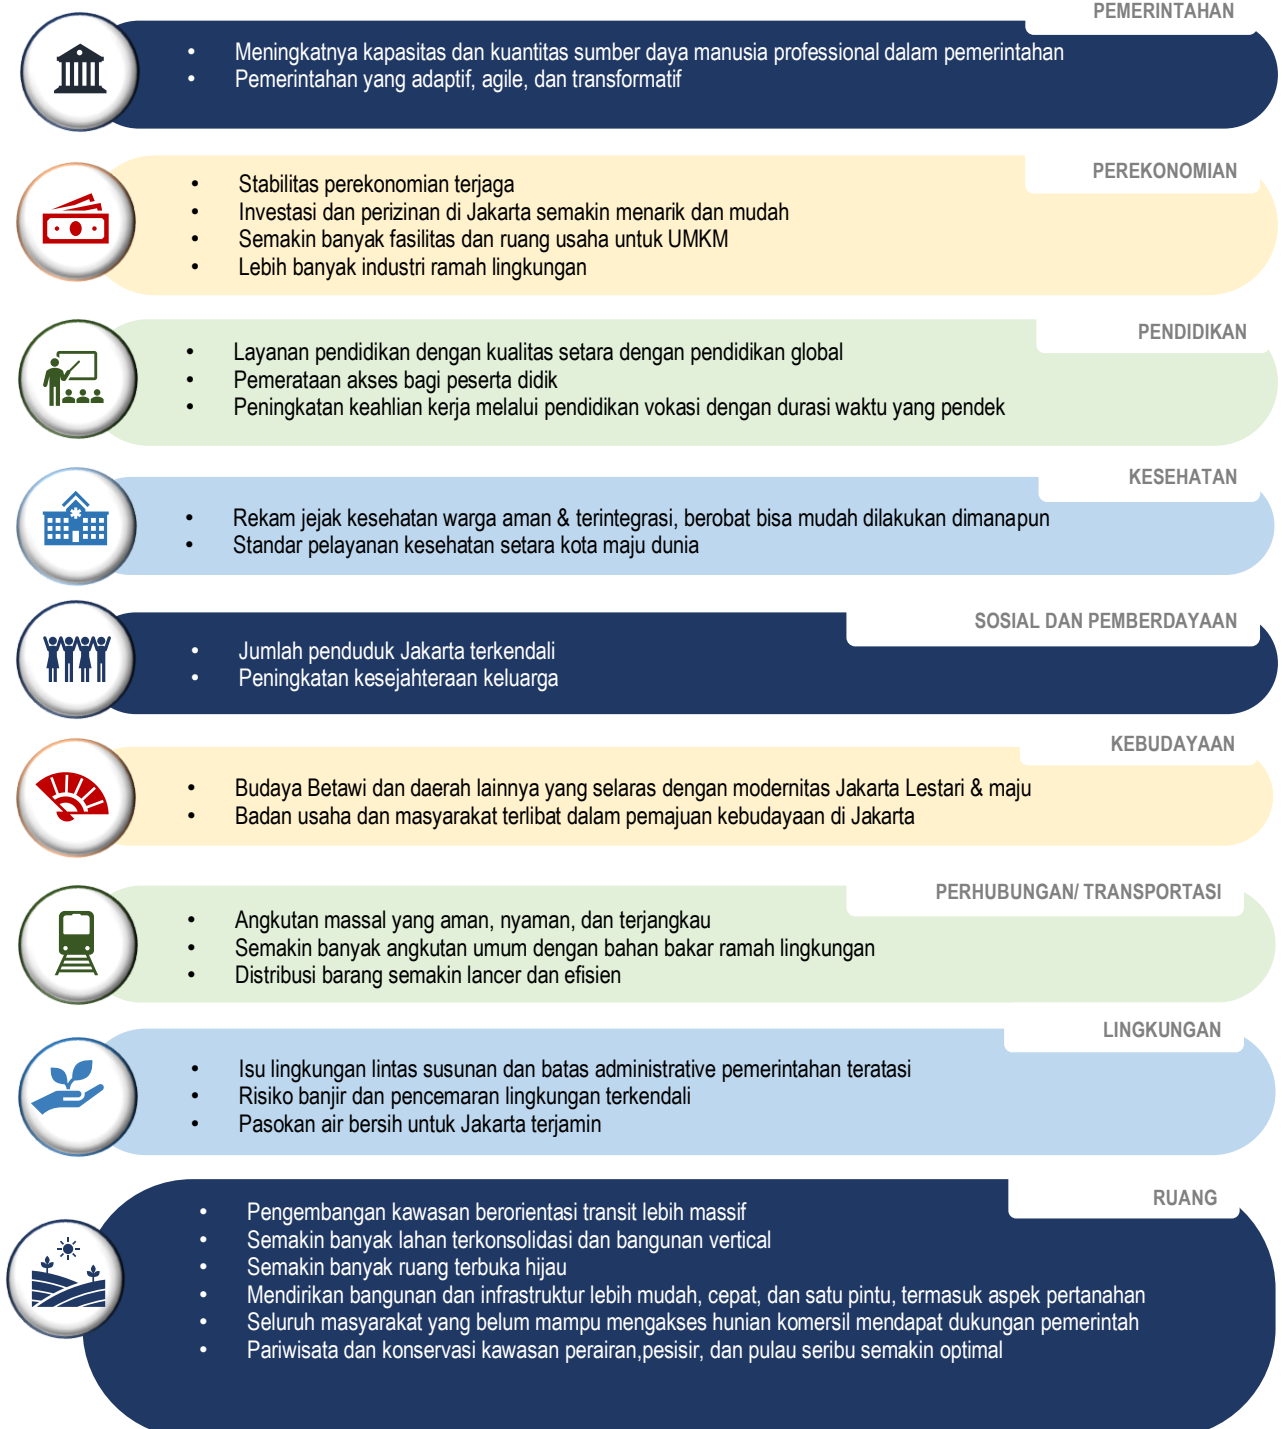 PEMERINTAHAN
• Meningkatnya kapasitas dan kuantitas sumber daya manusia professional dalam pemerintahan
• Pemerintahan yang adaptif, agile, dan transformatif
PEREKONOMIAN
• Stabilitas perekonomian terjaga
• Investasi dan perizinan di Jakarta semakin menarik dan mudah
• Semakin banyak fasilitas dan ruang usaha untuk UMKM
• Lebih banyak industri ramah lingkungan
PENDIDIKAN
• Layanan pendidikan dengan kualitas setara dengan pendidikan global
• Pemerataan akses bagi peserta didik
• Peningkatan keahlian kerja melalui pendidikan vokasi dengan durasi waktu yang pendek
KESEHATAN
• Rekam jejak kesehatan warga aman & terintegrasi, berobat bisa mudah dilakukan dimanapun
• Standar pelayanan kesehatan setara kota maju dunia
SOSIAL DAN PEMBERDAYAAN
• Jumlah penduduk Jakarta terkendali
• Peningkatan kesejahteraan keluarga
KEBUDAYAAN
• Budaya Betawi dan daerah lainnya yang selaras dengan modernitas Jakarta Lestari & maju
• Badan usaha dan masyarakat terlibat dalam pemajuan kebudayaan di Jakarta
PERHUBUNGAN/ TRANSPORTASI
• Angkutan massal yang aman, nyaman, dan terjangkau
• Semakin banyak angkutan umum dengan bahan bakar ramah lingkungan
• Distribusi barang semakin lancer dan efisien
LINGKUNGAN
• Isu lingkungan lintas susunan dan batas administrative pemerintahan teratasi
• Risiko banjir dan pencemaran lingkungan terkendali
• Pasokan air bersih untuk Jakarta terjamin
RUANG
• Pengembangan kawasan berorientasi transit lebih massif
• Semakin banyak lahan terkonsolidasi dan bangunan vertical
• Semakin banyak ruang terbuka hijau
• Mendirikan bangunan dan infrastruktur lebih mudah, cepat, dan satu pintu, termasuk aspek pertanahan
• Seluruh masyarakat yang belum mampu mengakses hunian komersil mendapat dukungan pemerintah
• Pariwisata dan konservasi kawasan perairan,pesisir, dan pulau seribu semakin optimal